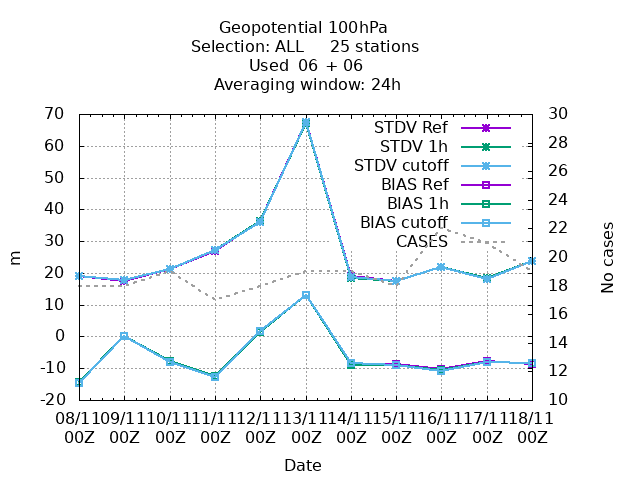 Geopotential 100hPa
Selection: ALL 25 stations
Used 06 + 06
Averaging window: 24h
70
60
50
40
30
20
10
0
-10
-20
m
30
28
26
24
22
20
18
16
14
12
10
No cases
STDV Ref
STDV 1h
STDV cutoff
BIAS Ref
BIAS 1h
BIAS cutoff
CASES
08/11 09/11 10/11 11/11 12/11 13/11 14/11 15/11 16/11 17/11 18/11
00Z 00Z 00Z 00Z 00Z 00Z 00Z 00Z 00Z 00Z 00Z
Date